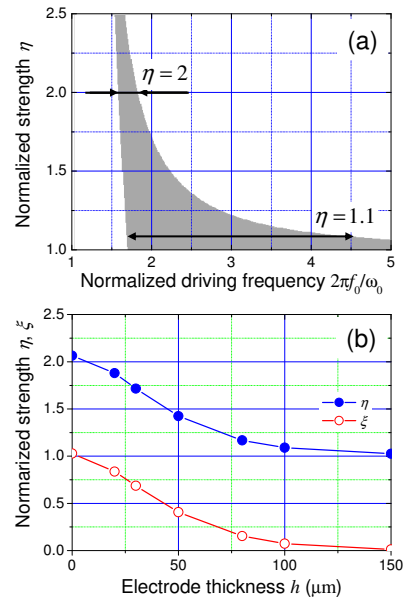 (a)
Normalized strength η
2.5
2.0
1.5
1.0
η = 2
η = 1.1
1 2 3 4 5
Normalized driving frequency 2πf₀/ω₀
(b)
Normarized strength η, ξ
2.5
2.0
1.5
1.0
0.5
0.0
η
ξ
0 50 100 150
Electrode thickness h (μm)